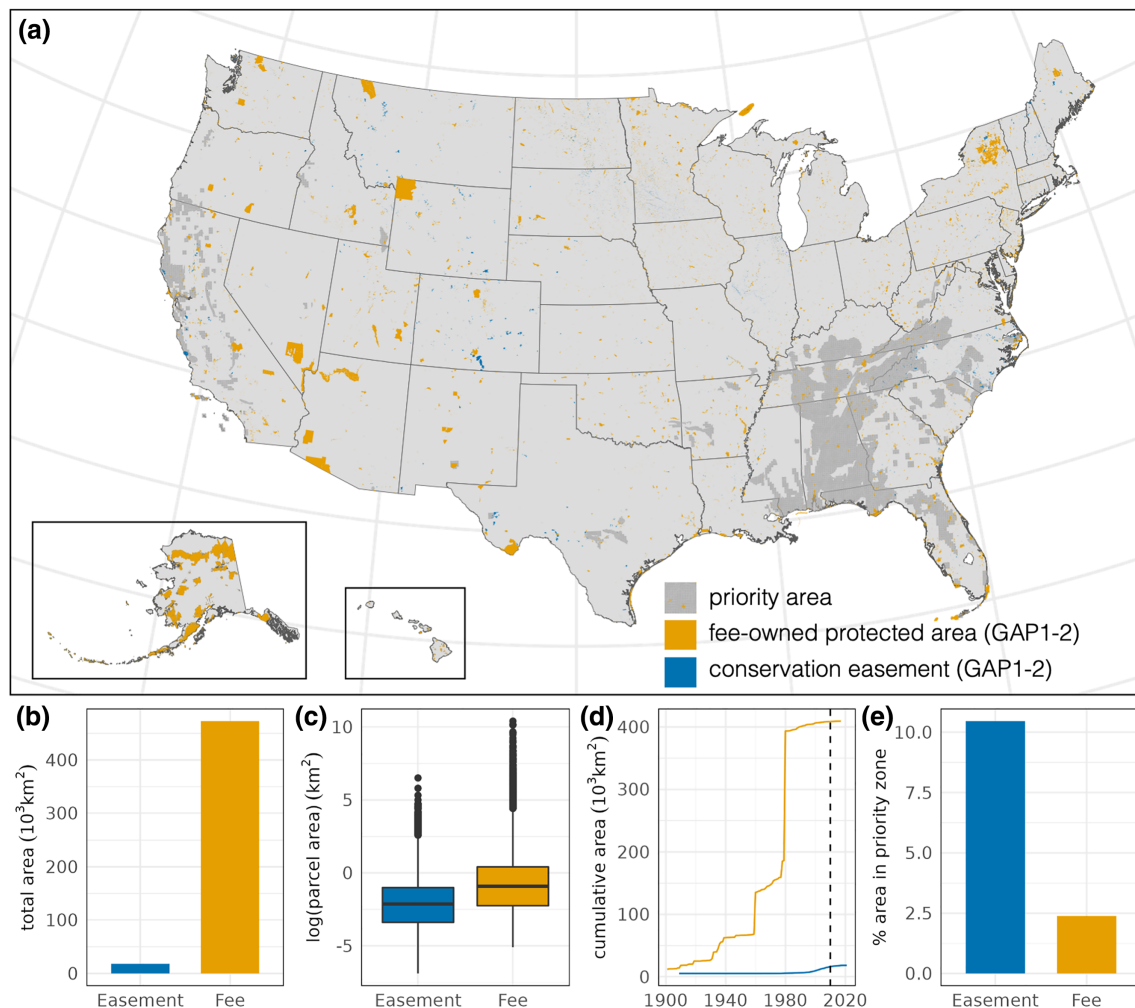 (a)
priority area
fee-owned protected area (GAP1-2)
conservation easement (GAP1-2)
(b)
total area (10³km²)
400
300
200
100
0
Easement Fee
(c)
log(parcel area) (km²)
10
5
0
-5
Easement Fee
(d)
cumulative area (10³km²)
400
300
200
100
0
1900 1940 1980 2020
(e)
% area in priority zone
10.0
7.5
5.0
2.5
0.0
Easement Fee